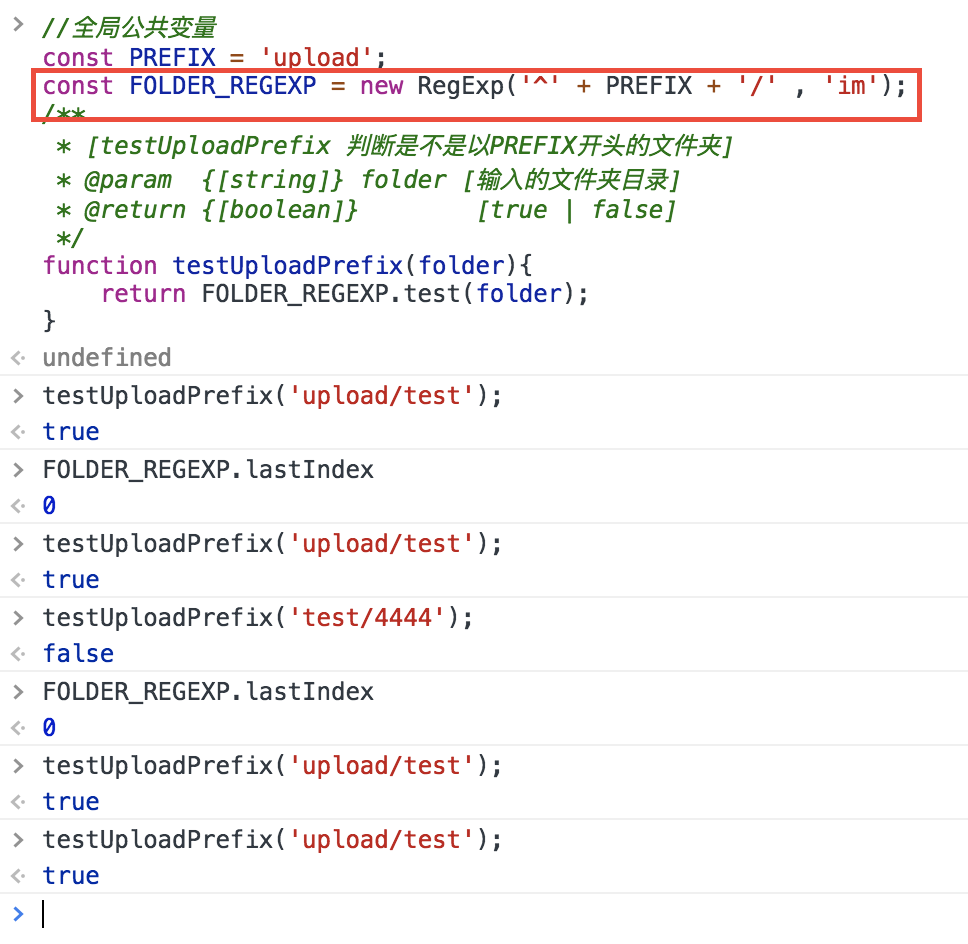 > //全局公共变量
const PREFIX = 'upload';
const FOLDER_REGEXP = new RegExp('^' + PREFIX + '/' , 'im');
/**
 * [testUploadPrefix 判断是不是以PREFIX开头的文件夹]
 * @param  {[string]} folder [输入的文件夹目录]
 * @return {[boolean]}        [true | false]
 */
function testUploadPrefix(folder){
    return FOLDER_REGEXP.test(folder);
}
undefined
> testUploadPrefix('upload/test');
true
> FOLDER_REGEXP.lastIndex
0
> testUploadPrefix('upload/test');
true
> testUploadPrefix('test/4444');
false
> FOLDER_REGEXP.lastIndex
0
> testUploadPrefix('upload/test');
true
> testUploadPrefix('upload/test');
true
>